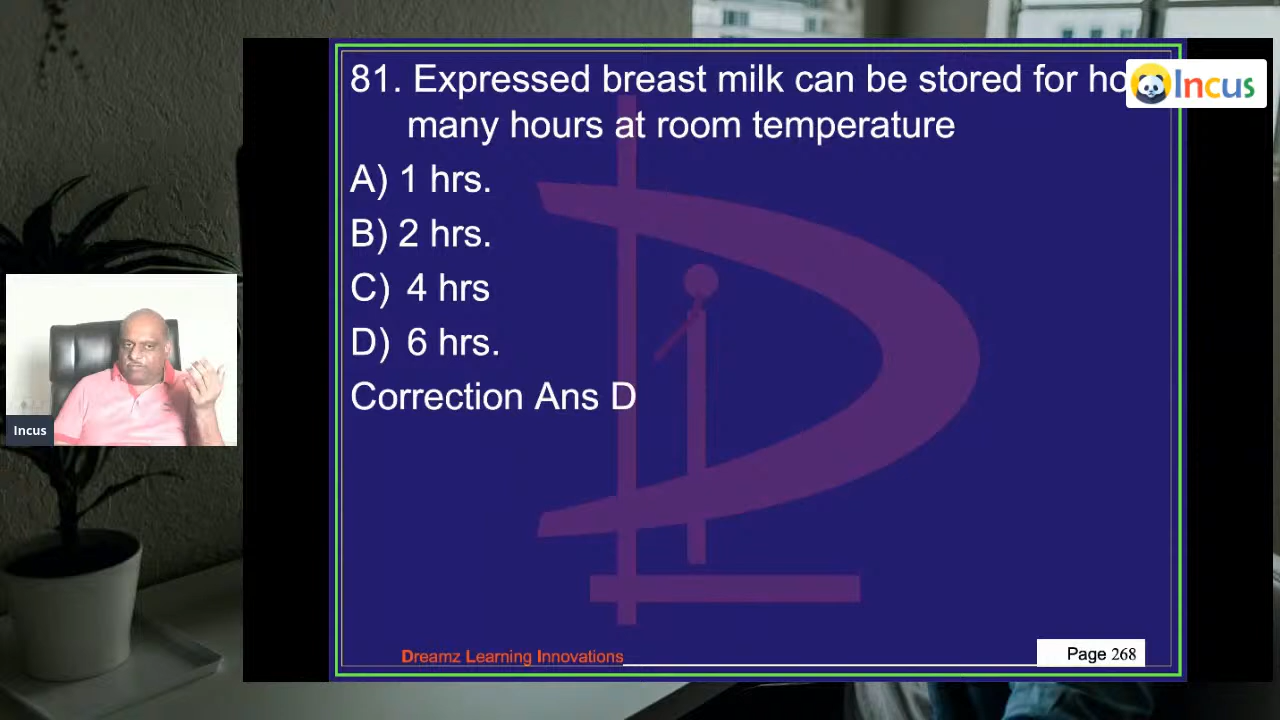 81. Expressed breast milk can be stored for
many hours at room temperature
A) 1 hrs.
B) 2 hrs.
C) 4 hrs
D) 6 hrs.
Correction Ans D
Incus
Incus
Dreamz Learning Innovations
Page 268